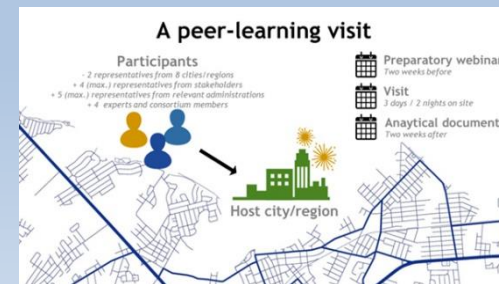 A peer-learning visit
Participants
- 2 representatives from 8 cities/regions
+ 4 (max.) representatives from stakeholders
+ 5 (max.) representatives from relevant administrations
+ 4 experts and consortium members
Host city/region
Preparatory webinar
Two weeks before
Visit
3 days / 2 nights on site
Anaytical document
Two weeks after